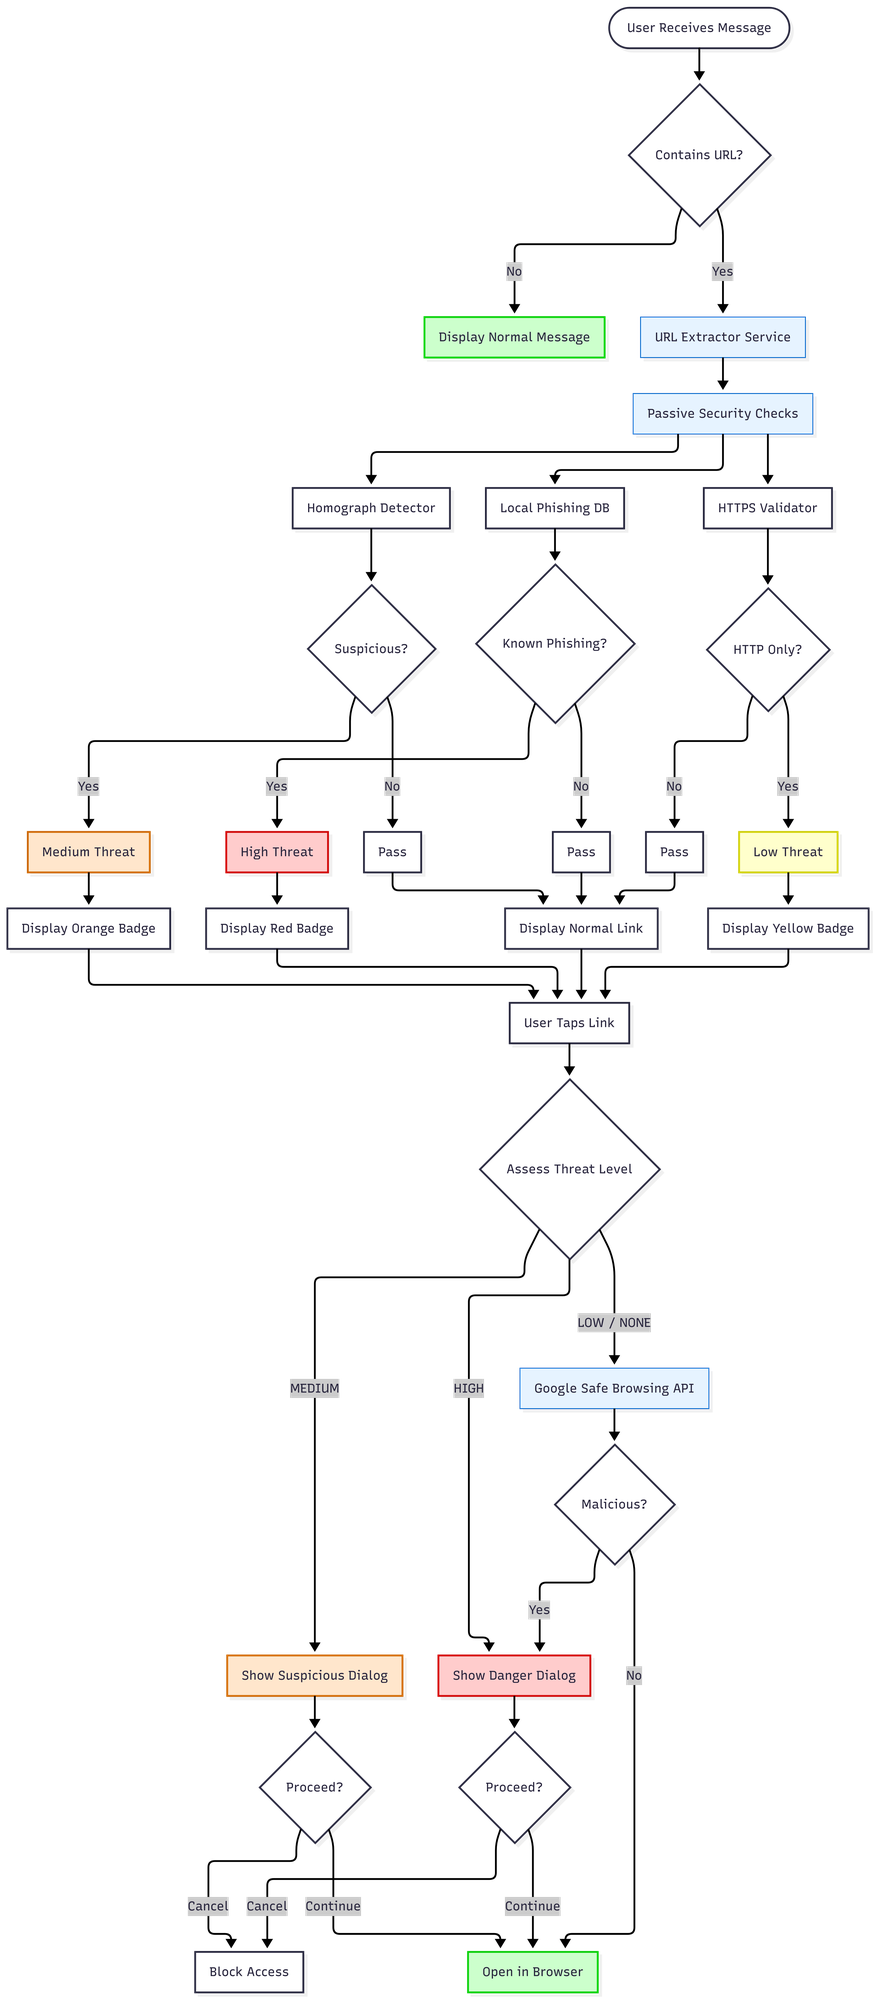 User Receives Message
Contains URL?
No
Yes
Display Normal Message
URL Extractor Service
Passive Security Checks
Homograph Detector
Local Phishing DB
HTTPS Validator
Suspicious?
Known Phishing?
HTTP Only?
Yes
Yes
No
No
No
Yes
Medium Threat
High Threat
Pass
Pass
Pass
Low Threat
Display Orange Badge
Display Red Badge
Display Normal Link
Display Yellow Badge
User Taps Link
Assess Threat Level
LOW / NONE
MEDIUM
HIGH
Google Safe Browsing API
Malicious?
Yes
Show Suspicious Dialog
Show Danger Dialog
No
Proceed?
Proceed?
Cancel
Cancel
Continue
Continue
Block Access
Open in Browser